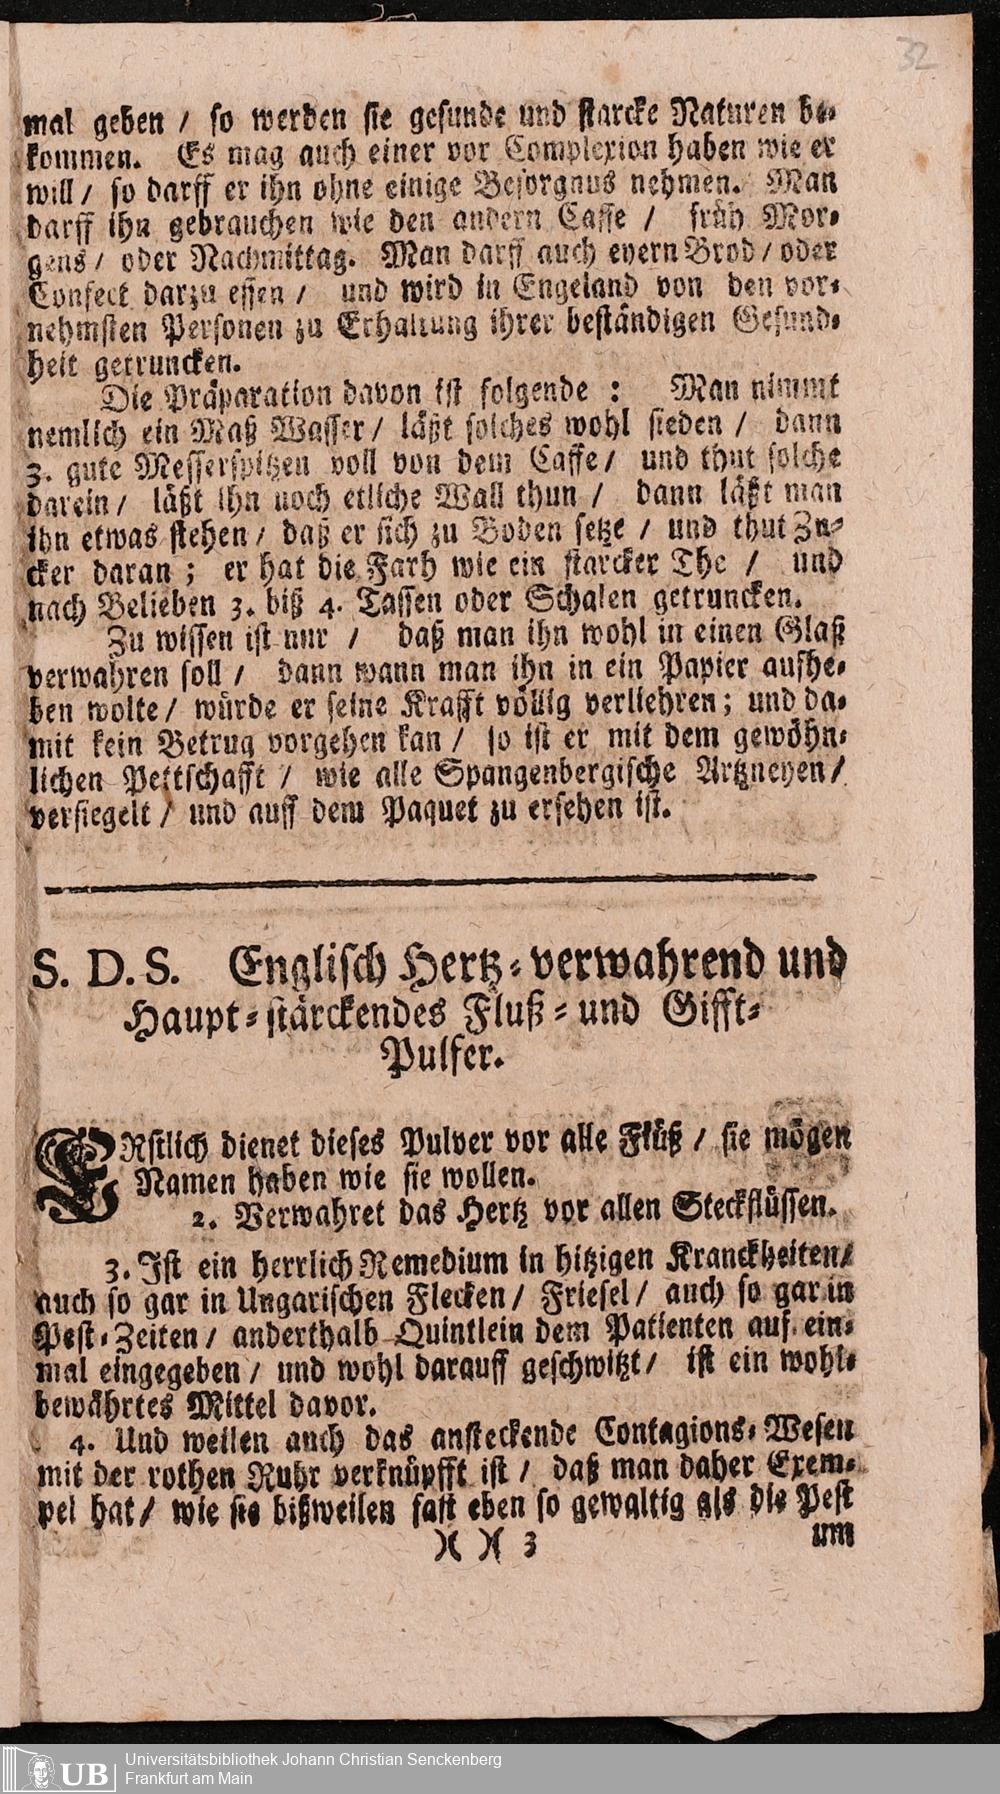 32
mal geben / so werden sie gesunde und starcke Naturen be-
kommen. Es mag auch einer vor Complexion haben wie er
will / so darff er ihn ohne einige Besorgnus nehmen. Man
darff ihn gebrauchen wie den andern Caffe / früh Mor-
gens / oder Nachmittag. Man darff auch eyern Brod / oder
Confect darzu essen / und wird in Engeland von den vor-
nehmsten Personen zu Erhaltung ihrer beständigen Gesund-
heit getruncken.
Die Präparation davon ist folgende : Man nimmt
nemlich ein Maß Wasser / läßt solches wohl sieden / dann
3. gute Messerspitzen voll von dem Caffe / und thut solche
darein / läßt ihn noch etliche Wall thun / dann läßt man
ihn etwas stehen / daß er sich zu Boden setze / und thut Zu-
cker daran ; er hat die Farb wie ein starcker The / und
nach Belieben 3. biß 4. Tassen oder Schalen getruncken.
Zu wissen ist nur / daß man ihn wohl in einen Glaß
verwahren soll / dann wann man ihn in ein Papier aufhe-
ben wolte / würde er seine Krafft völlig verliehren ; und da-
mit kein Betrug vorgehen kan / so ist er mit dem gewöhn-
lichen Pettschafft / wie alle Spangenbergische Artzneyen /
versiegelt / und auff dem Paquet zu ersehen ist.
S. D. S. Englisch Hertz-verwahrend und
Haupt-stärckendes Fluß-und Gifft-
Pulfer.
ERstlich dienet dieses Pulver vor alle Flüß / sie mögen
Namen haben wie sie wollen.
2. Verwahret das Hertz vor allen Steckflüssen.
3. Ist ein herrlich Remedium in hitzigen Kranckheiten /
auch so gar in Ungarischen Flecken / Friesel / auch so gar in
Pest-Zeiten / anderthalb Quintlein dem Patienten auf ein-
mal eingegeben / und wohl darauff geschwitzt / ist ein wohl-
bewährtes Mittel davor.
4. Und weilen auch das ansteckende Contagions-Wesen
mit der rothen Ruhr verknüpfft ist / daß man daher Exem-
pel hat / wie sie bißweilen fast eben so gewaltig als die Pest
)( )( 3
um
UB
Universitätsbibliothek Johann Christian Senckenberg
Frankfurt am Main